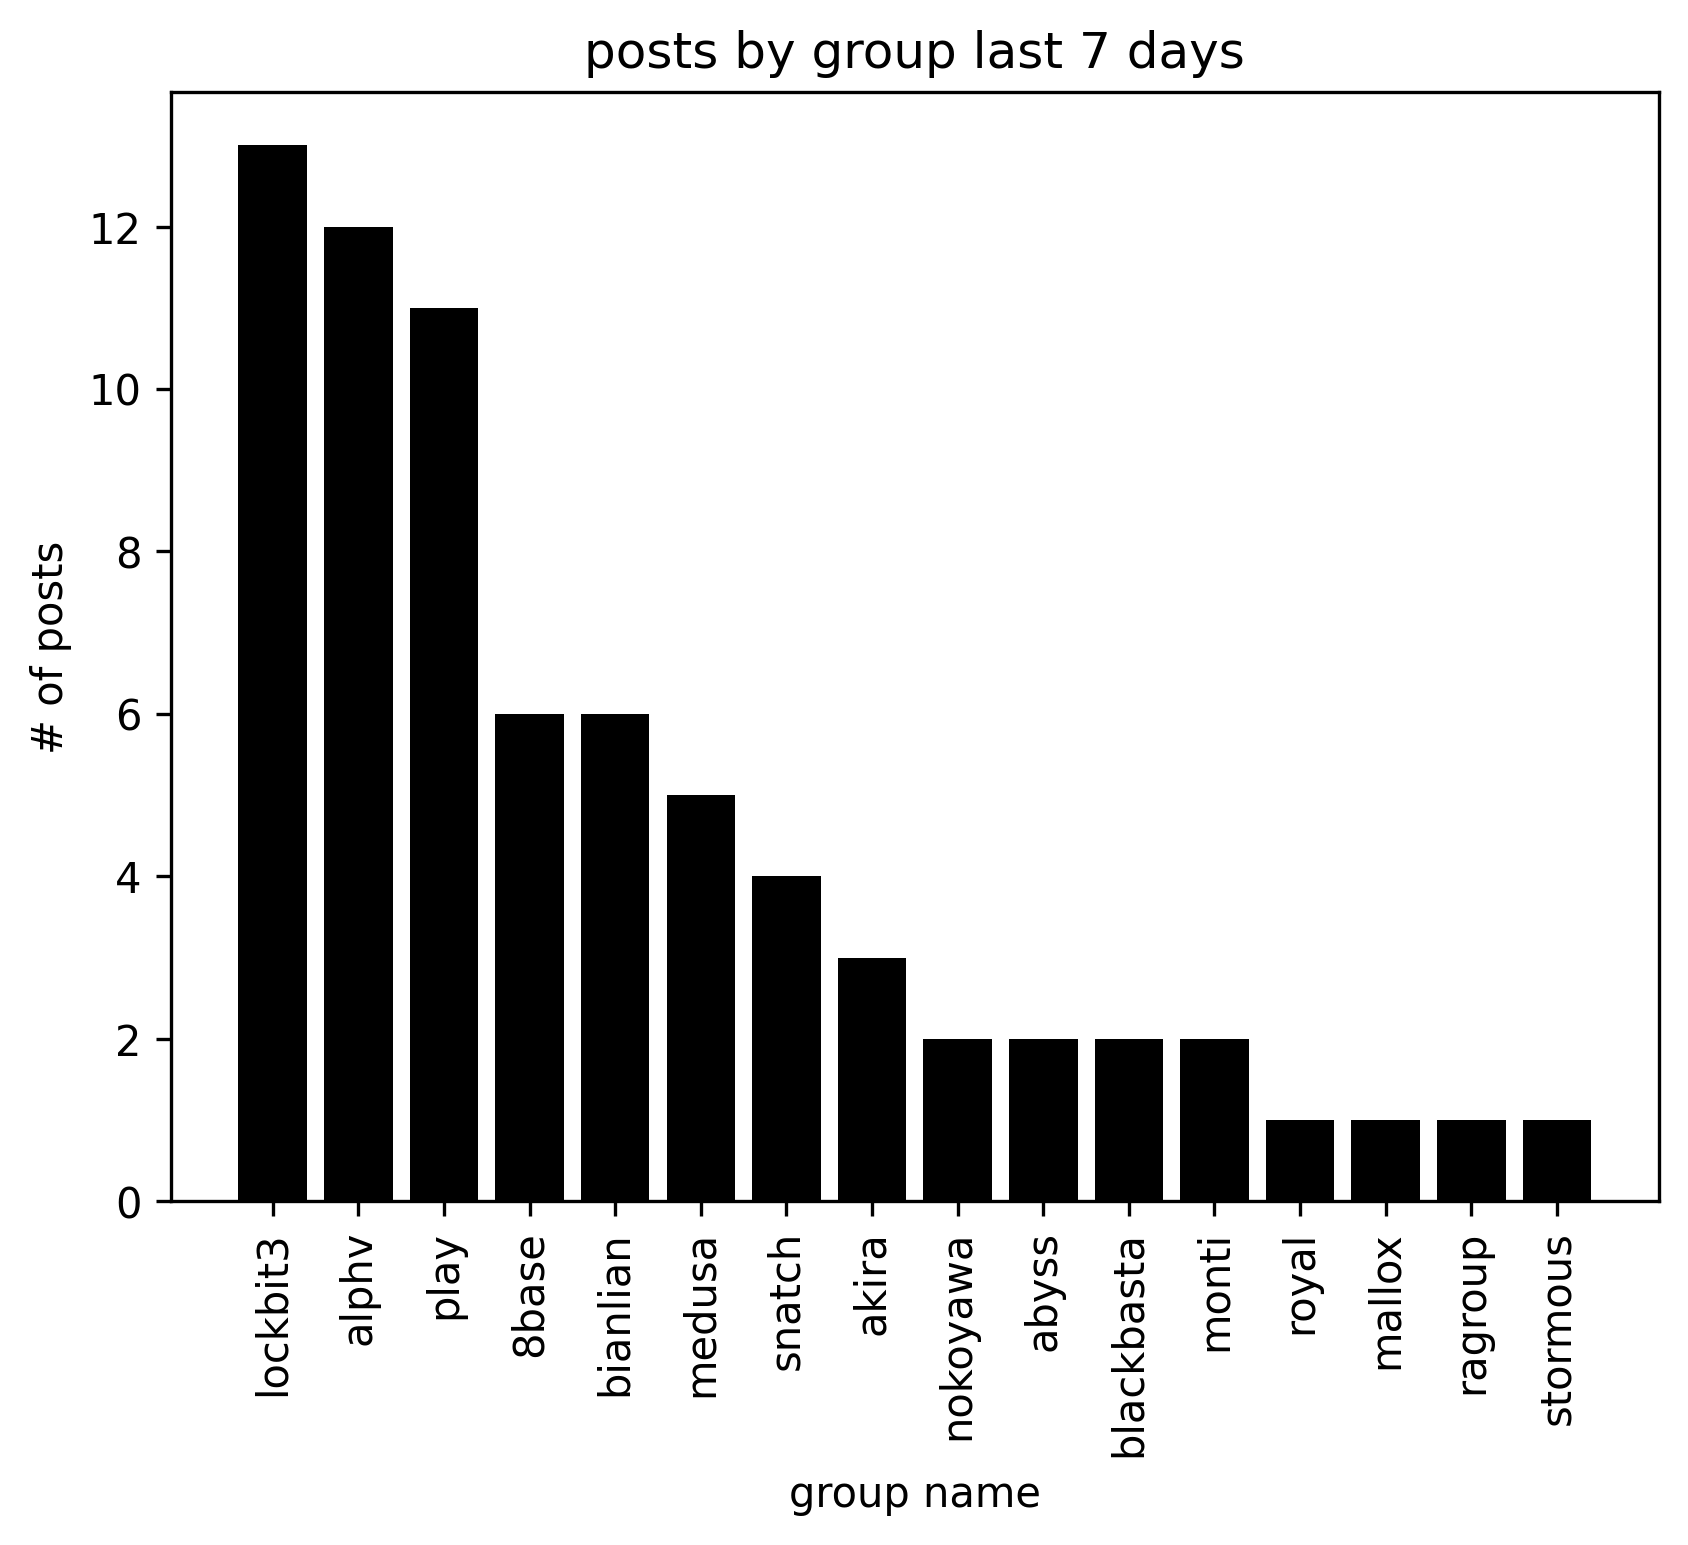 posts by group last 7 days
12
10
8
6
4
2
0
# of posts
lockbit3
alphv
play
8base
bianlian
medusa
snatch
akira
nokoyawa
abyss
blackbasta
monti
royal
mallox
ragroup
stormous
group name